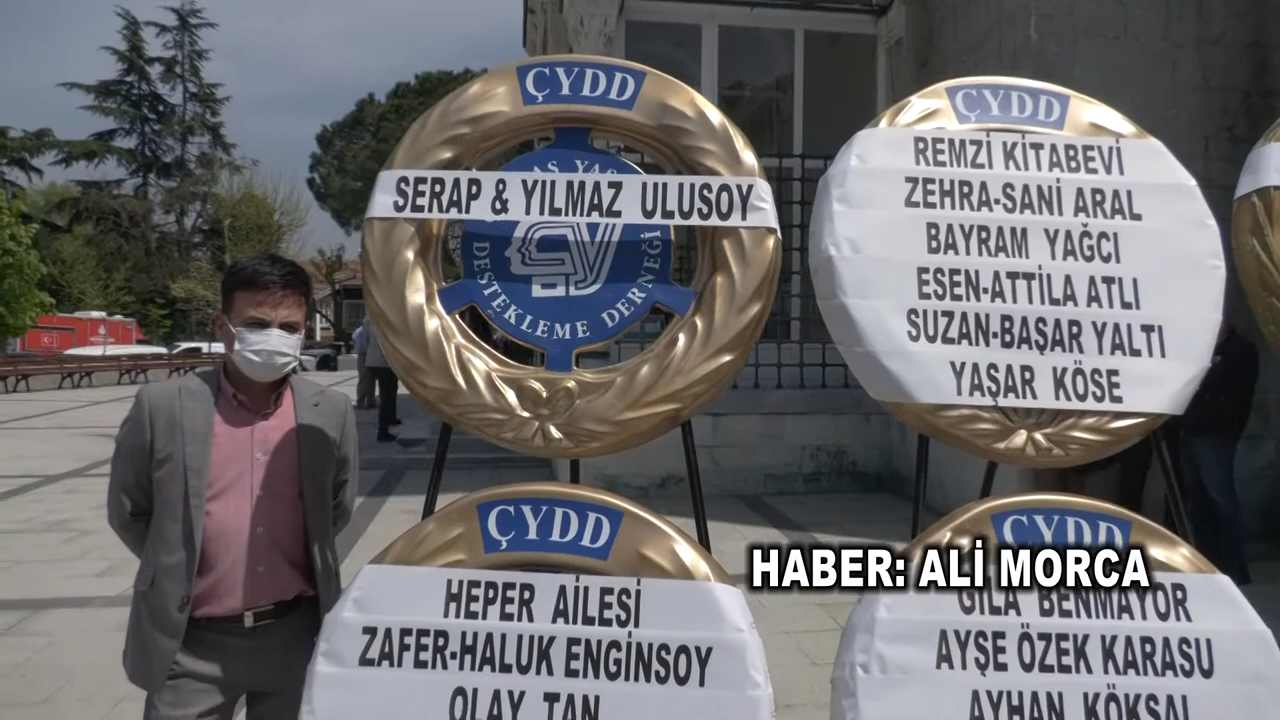 ÇYDD
YAŞ
DESTEKLEME DERNEĞİ
SERAP & YILMAZ ULUSOY
ÇYDD
REMZİ KİTABEVİ
ZEHRA-SANİ ARAL
BAYRAM YAĞCI
ESEN-ATTİLA ATLI
SUZAN-BAŞAR YALTI
YAŞAR KÖSE
ÇYDD
HEPER AİLESİ
ZAFER-HALUK ENGİNSOY
OLAY TAN
ÇYDD
HABER: ALİ MORCA
GİLA BENMAYOR
AYŞE ÖZEK KARASU
AYHAN KÖKSAL